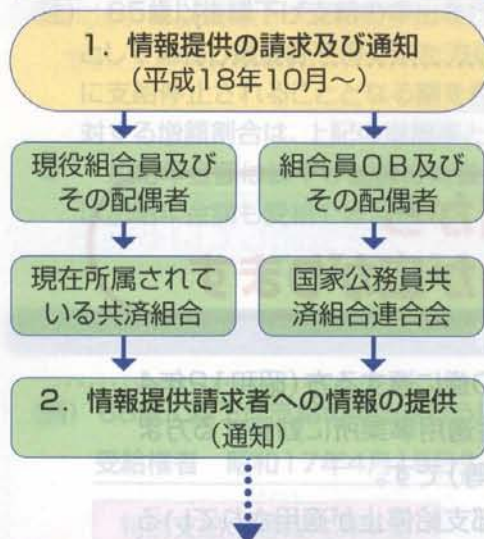 1．情報提供の請求及び通知
（平成18年10月～）
現役組合員及び
その配偶者
組合員ＯＢ及び
その配偶者
現在所属されて
いる共済組合
国家公務員共
済組合連合会
2．情報提供請求者への情報の提供
（通知）